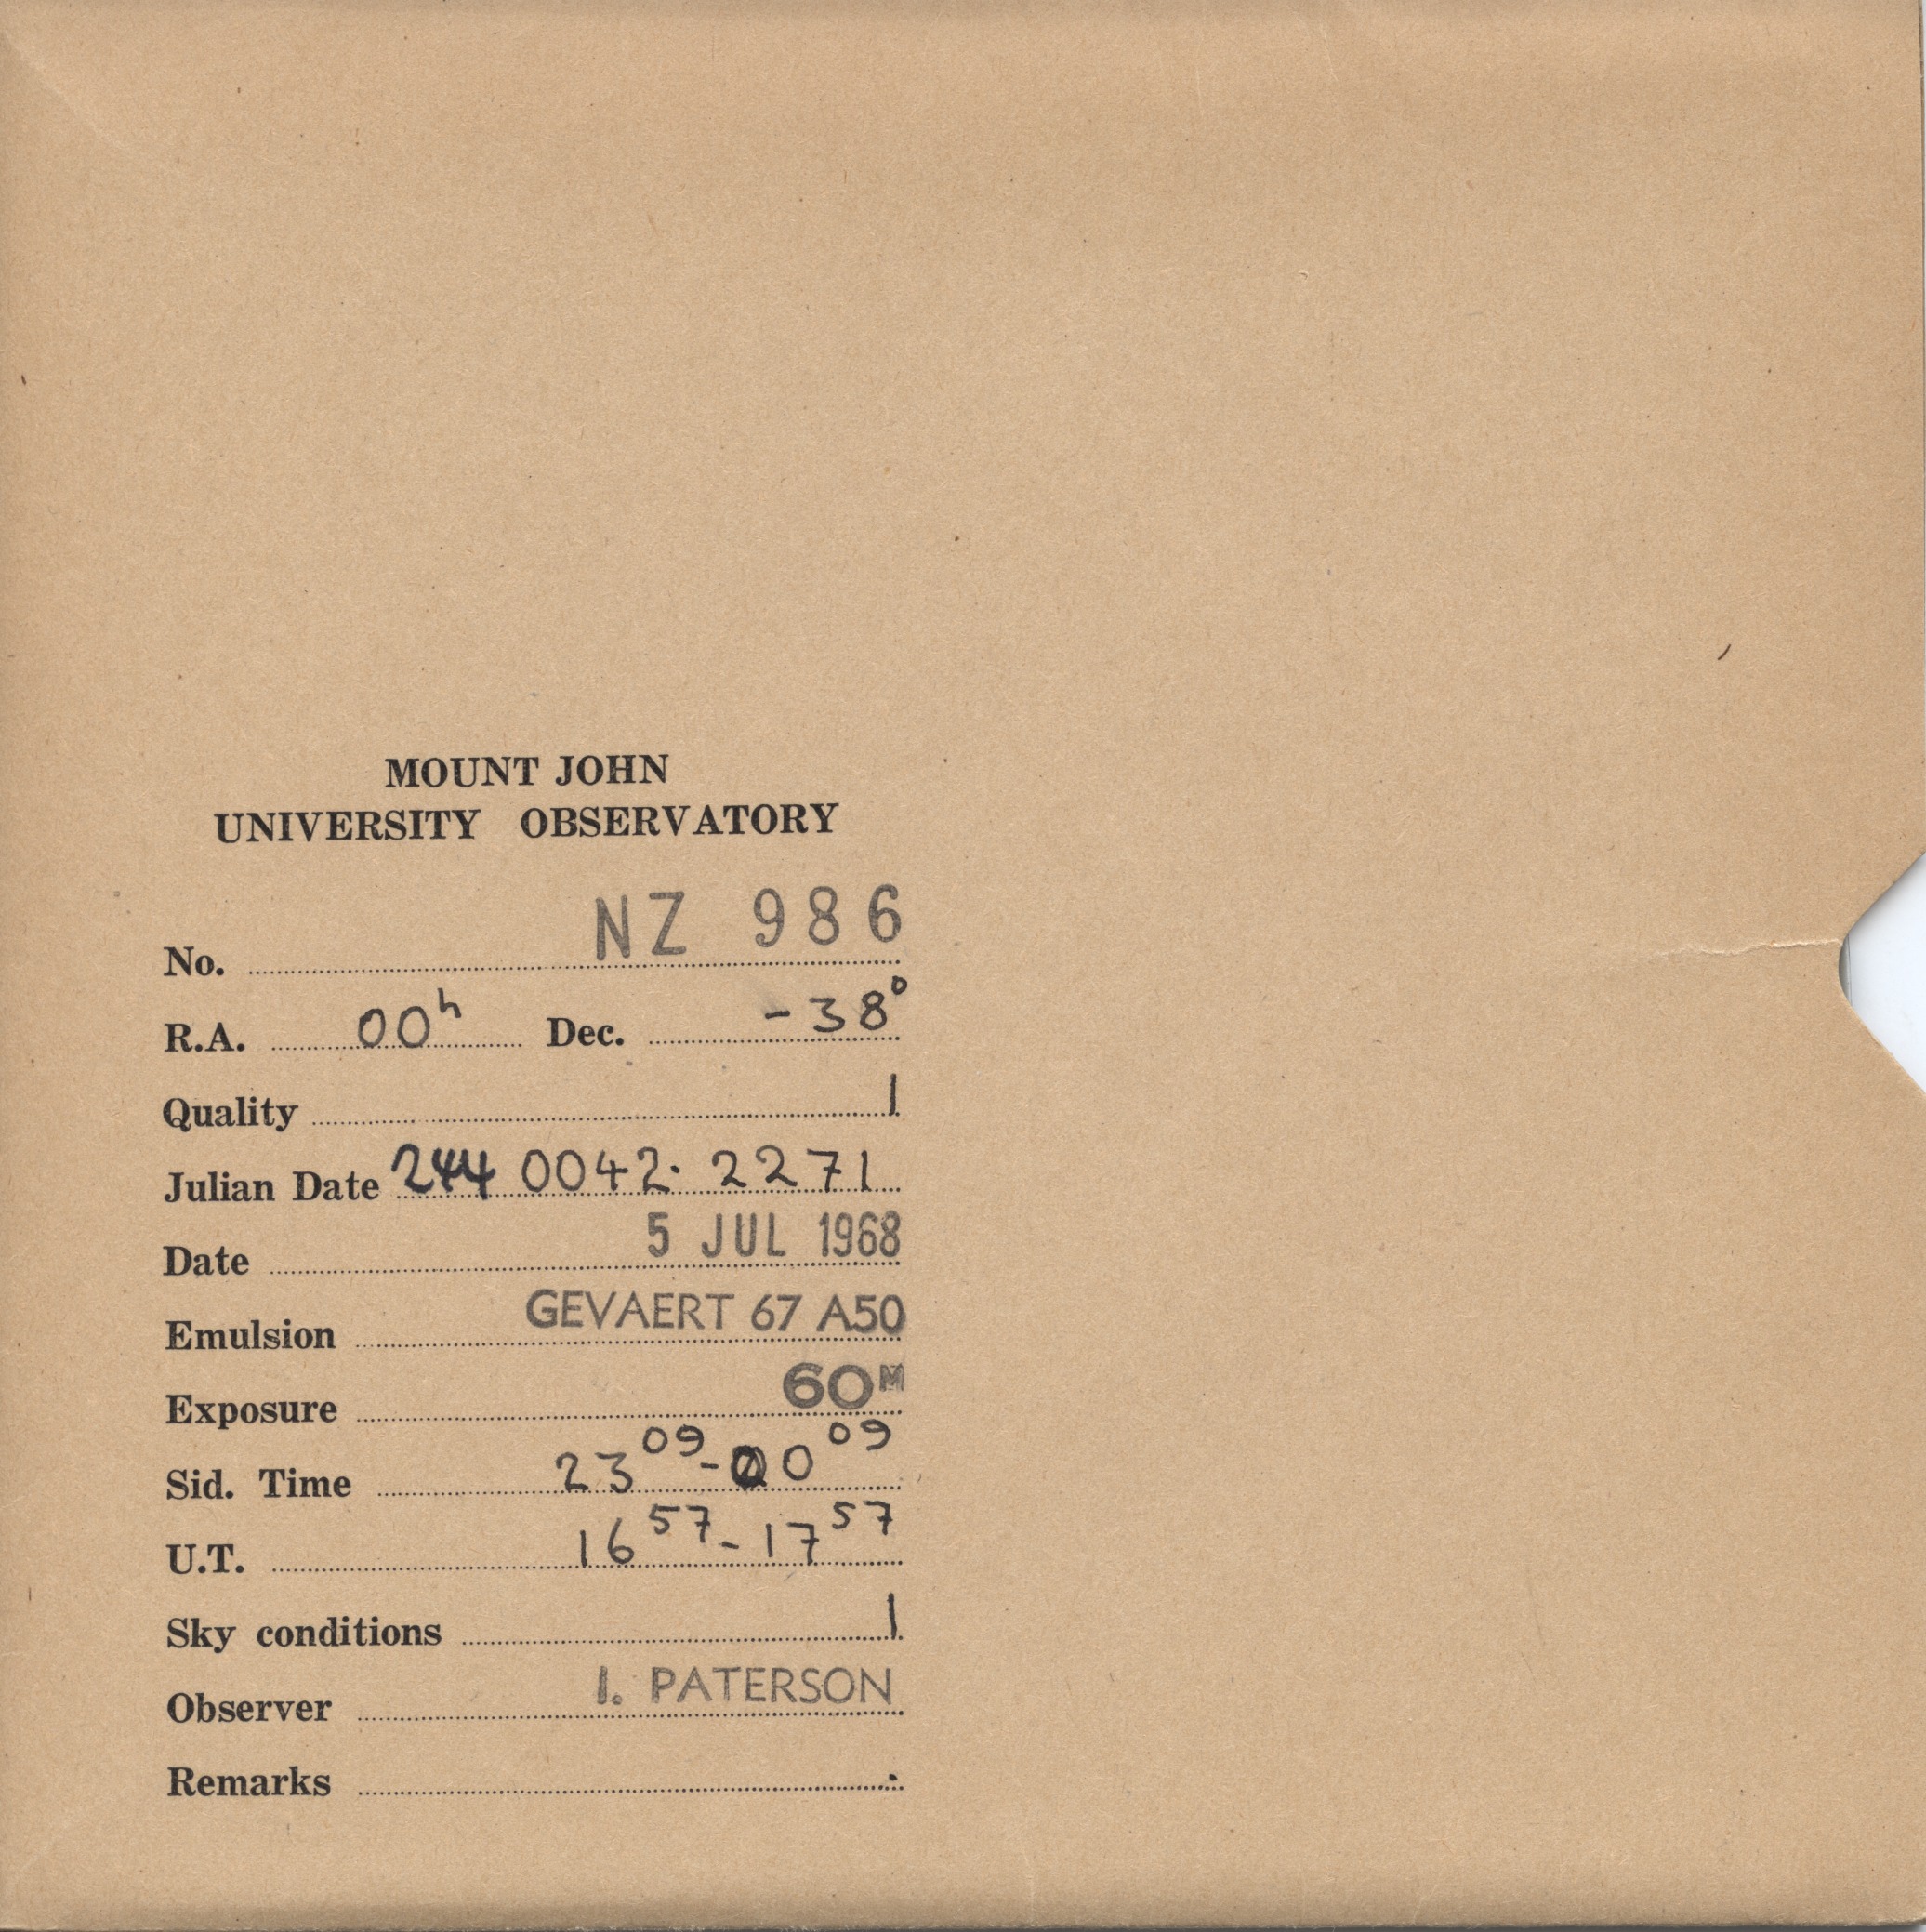 MOUNT JOHN
UNIVERSITY OBSERVATORY
No. NZ 986
R.A. 00h Dec. -38°
Quality 1
Julian Date 244 0042.2271
Date 5 JUL 1968
Emulsion GEVAERT 67 A50
Exposure 60M
Sid. Time 23 09 - 00 09
U.T. 16 57 - 17 57
Sky conditions 1
Observer I. PATERSON
Remarks